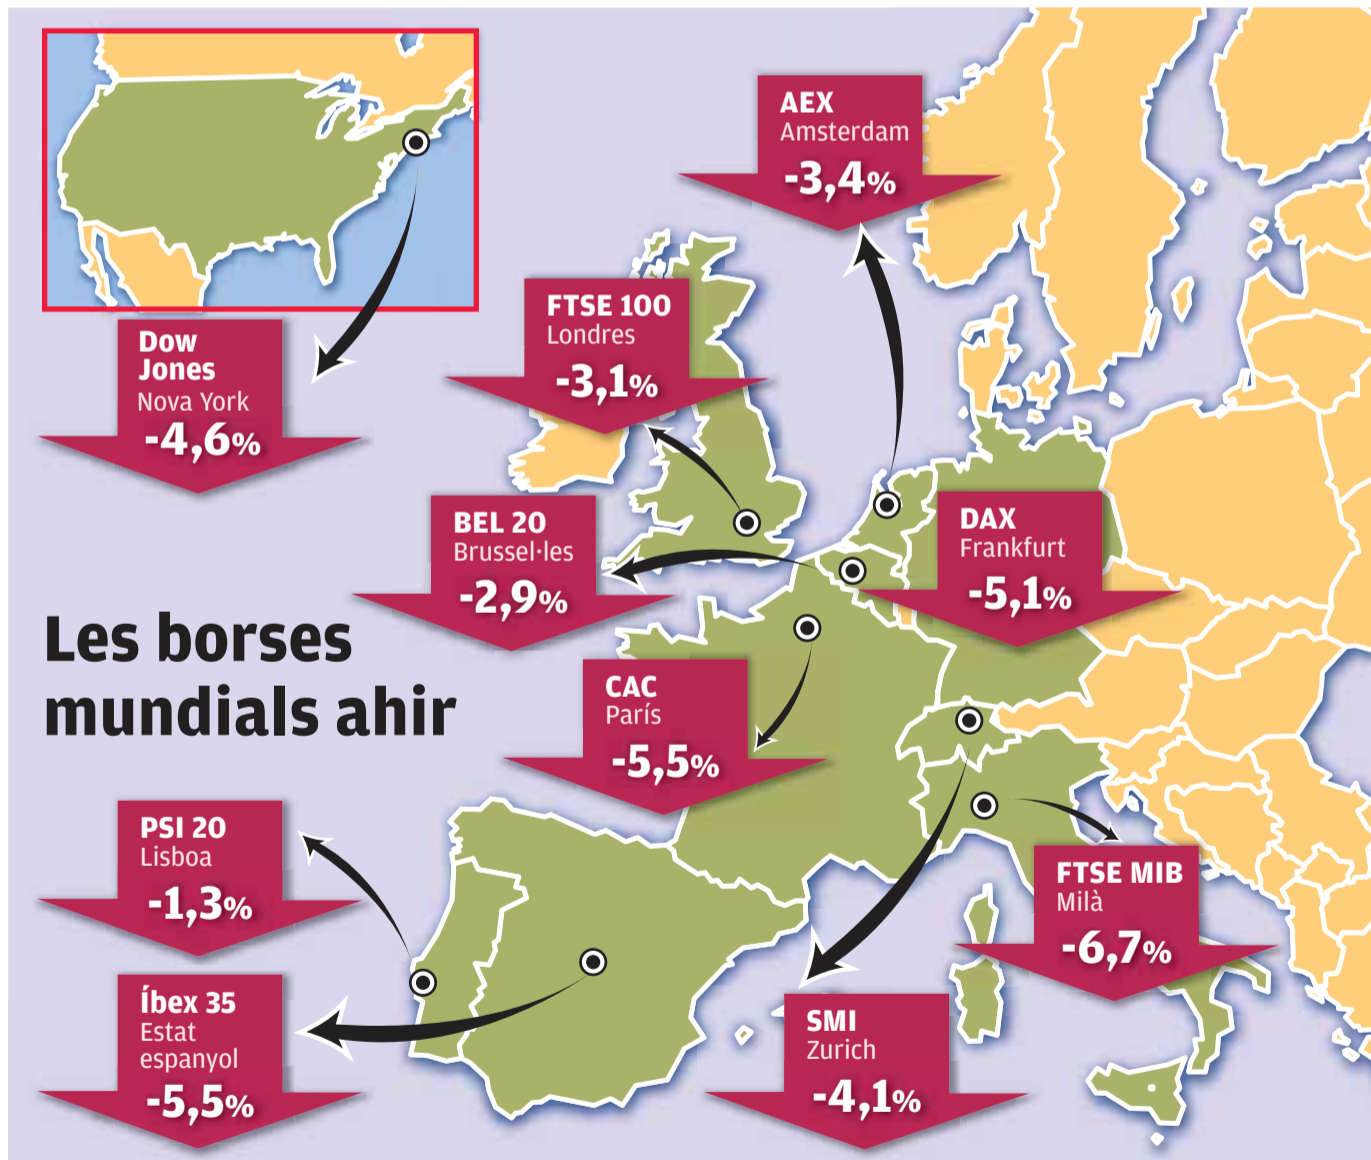 AEX
Amsterdam
-3,4%
FTSE 100
Londres
-3,1%
Dow
Jones
Nova York
-4,6%
BEL 20
Brussel·les
-2,9%
DAX
Frankfurt
-5,1%
Les borses
mundials ahir
CAC
París
-5,5%
PSI 20
Lisboa
-1,3%
FTSE MIB
Milà
-6,7%
Íbex 35
Estat
espanyol
-5,5%
SMI
Zurich
-4,1%